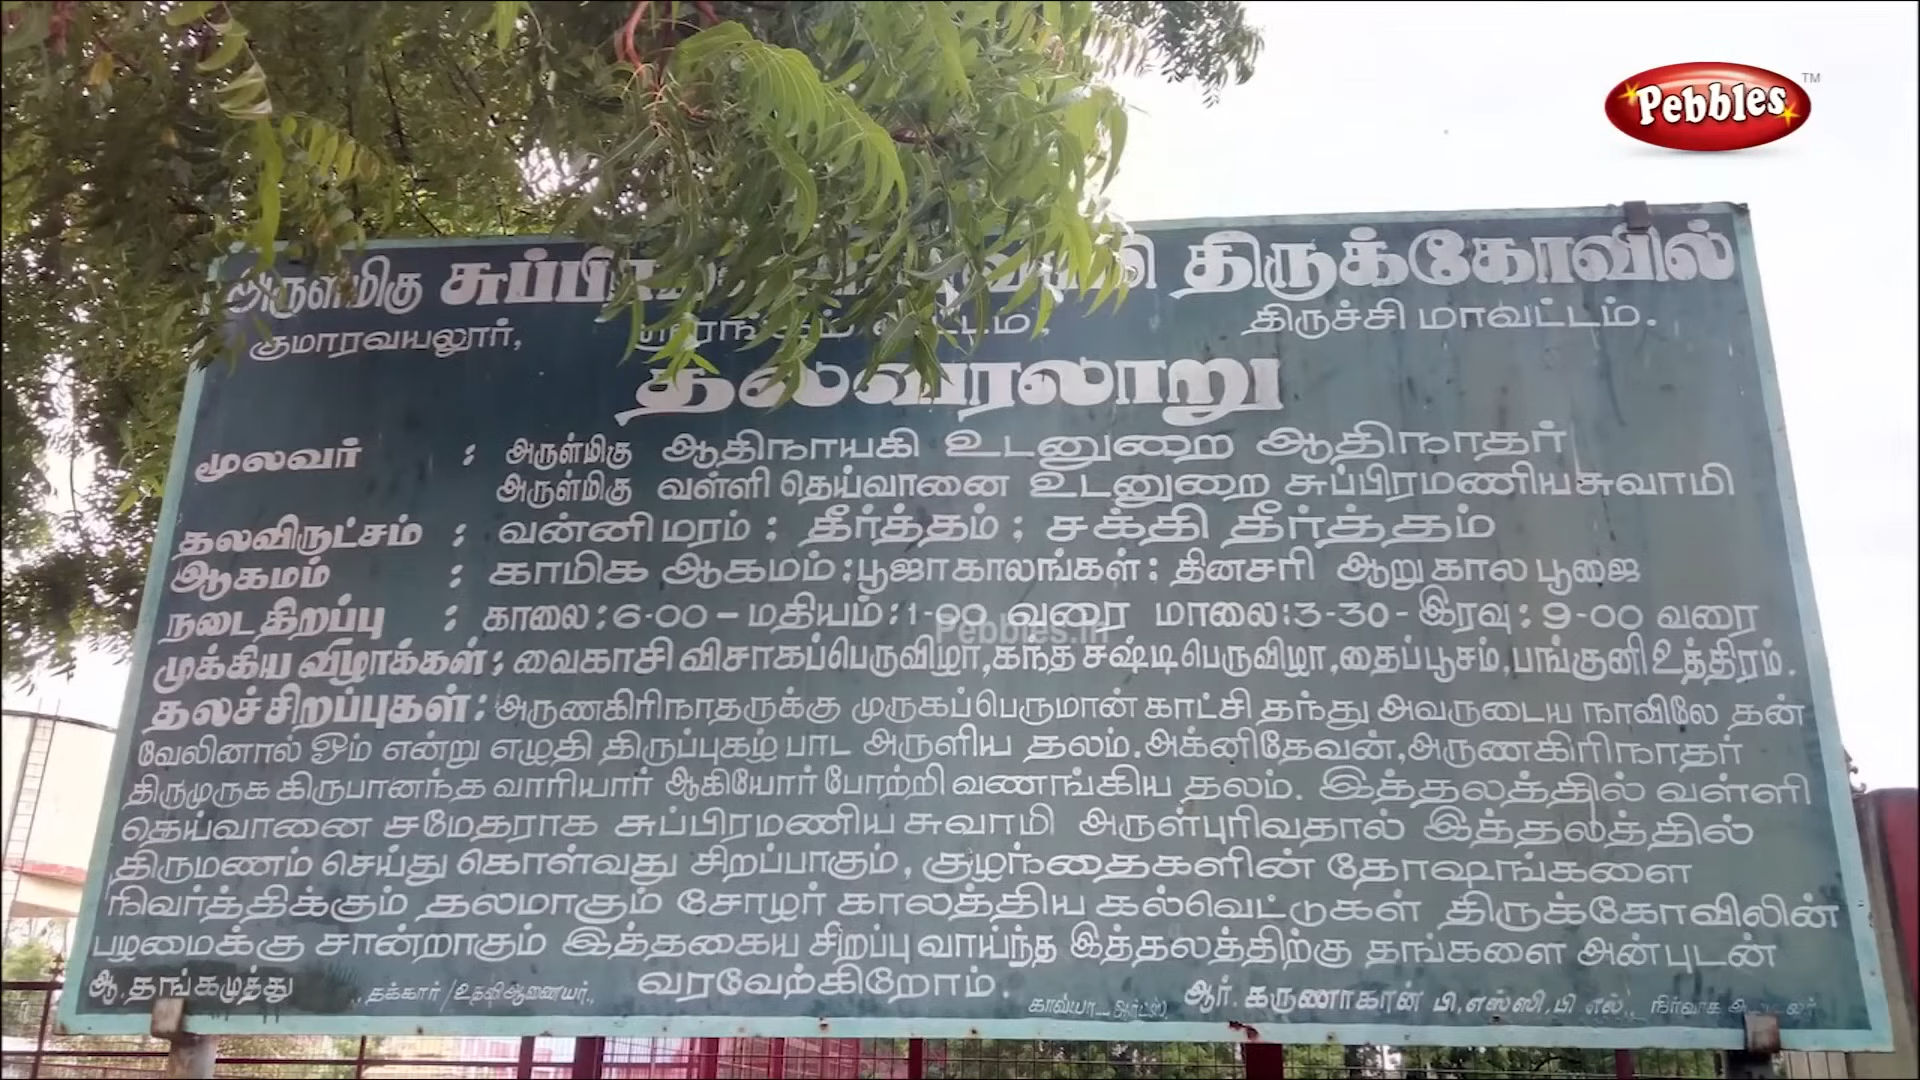 Pebbles TM
அருள்மிகு திருக்கோவில்
குமாரவயலூர், திருச்சி மாவட்டம்.
தலவரலாறு
மூலவர் : அருள்மிகு ஆதிநாயகி உடனுறை ஆதிநாதர்
அருள்மிகு வள்ளி தெய்வானை உடனுறை சுப்பிரமணியசுவாமி
தலவிருட்சம் : வன்னிமரம் ; தீர்த்தம் ; சக்தி தீர்த்தம்
ஆகமம் : காமிக ஆகமம் : பூஜாகாலங்கள் : தினசரி ஆறு கால பூஜை
நடை திறப்பு : காலை : 6-00 – மதியம் : 1-00 வரை மாலை : 3-30 - இரவு : 9-00 வரை
Pebbles.in
முக்கிய விழாக்கள் : வைகாசி விசாகப்பெருவிழா, கந்த சஷ்டி பெருவிழா, தைப்பூசம், பங்குனி உத்திரம்.
தலச்சிறப்புகள் : அருணகிரிநாதருக்கு முருகப்பெருமான் காட்சி தந்து அவருடைய நாவிலே தன்
வேலினால் ஓம் என்று எழுதி திருப்புகழ் பாட அருளிய தலம். அக்னிதேவன், அருணகிரிநாதர்
திருமுருக கிருபானந்த வாரியார் ஆகியோர் போற்றி வணங்கிய தலம். இத்தலத்தில் வள்ளி
தெய்வானை சமேதராக சுப்பிரமணிய சுவாமி அருள்புரிவதால் இத்தலத்தில்
திருமணம் செய்து கொள்வது சிறப்பாகும், குழந்தைகளின் தோஷங்களை
நிவர்த்திக்கும் தலமாகும் சோழர் காலத்திய கல்வெட்டுகள் திருக்கோவிலின்
பழமைக்கு சான்றாகும் இத்தகைய சிறப்பு வாய்ந்த இத்தலத்திற்கு தங்களை அன்புடன்
வரவேற்கிறோம்.
ஆ. தங்கமுத்து தக்கார் / உதவி ஆணையர்., ஆர். கருணாகரன் பி.எஸ்ஸி.பி எல்., நிர்வாக